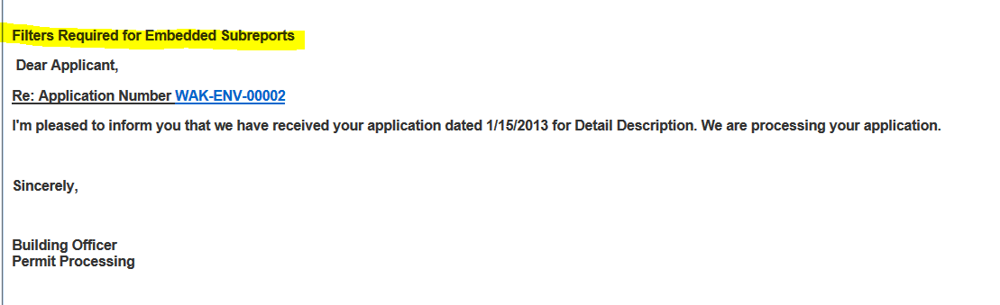 Filters Required for Embedded Subreports
Dear Applicant,
Re: Application Number WAK-ENV-00002
I'm pleased to inform you that we have received your application dated 1/15/2013 for Detail Description. We are processing your application.
Sincerely,
Building Officer
Permit Processing